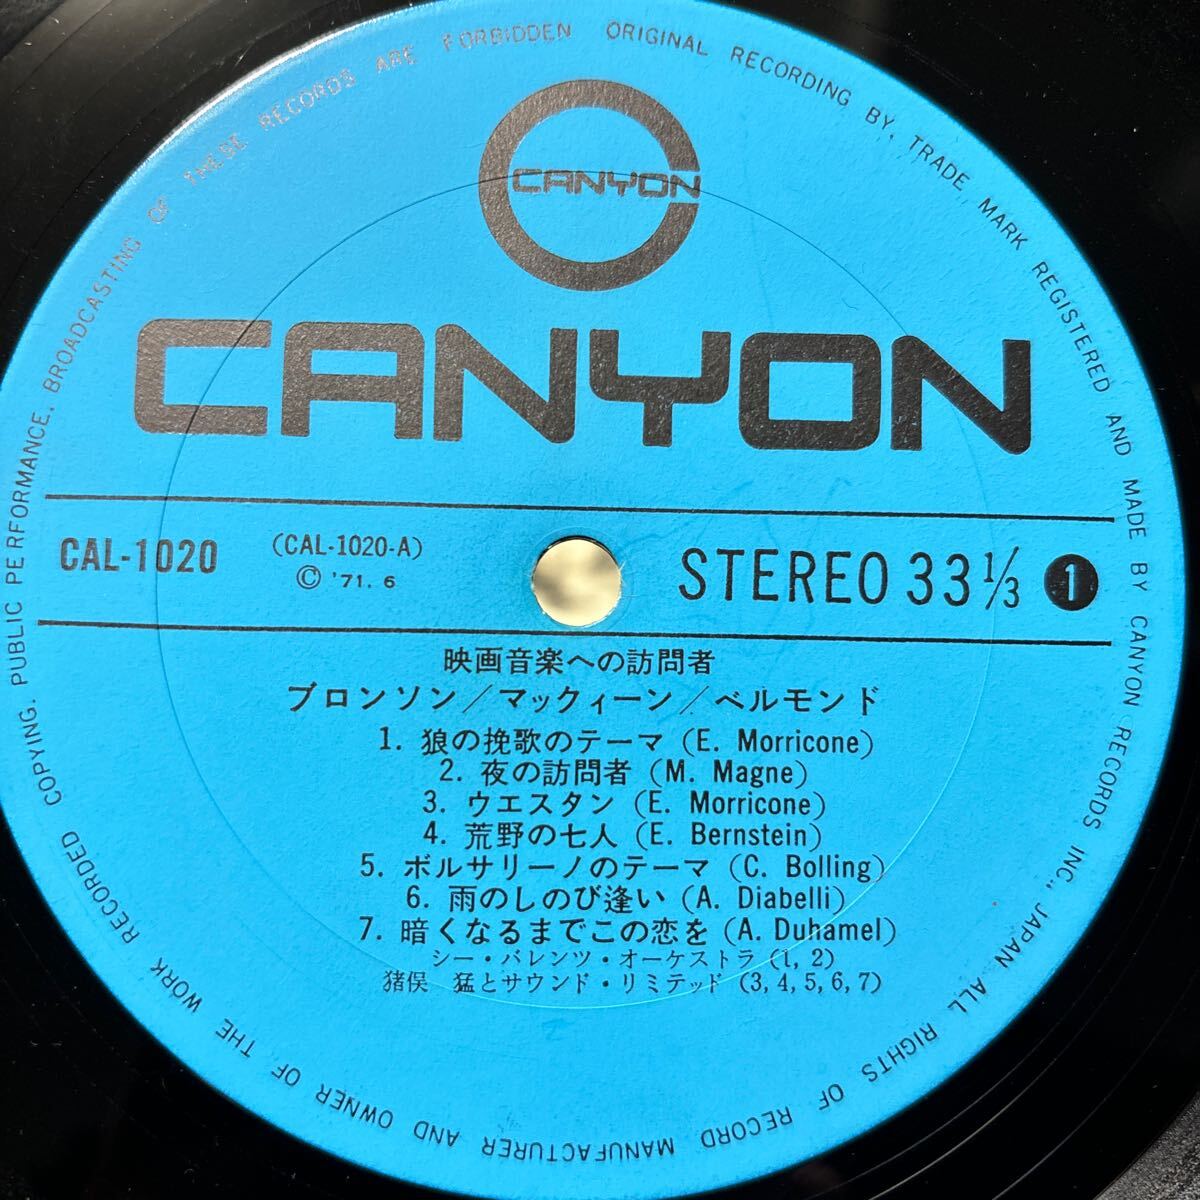 ORIGINAL RECORDING BY, TRADE MARK REGISTERED AND MADE BY CANYON RECORDS INC., JAPAN ALL RIGHTS OF RECORD MANUFACTURER AND OWNER OF THE WORK RECORDED COPYING. PUBLIC PERFORMANCE. BROADCASTING OF THESE RECORDS ARE FORBIDDEN
CANYON
CANYON
CAL-1020
(CAL-1020-A)
Ⓒ '71. 6
STEREO 33 1/3 1
映画音楽への訪問者
ブロンソン/マックィーン/ベルモンド
1. 狼の挽歌のテーマ (E. Morricone)
2. 夜の訪問者 (M. Magne)
3. ウエスタン (E. Morricone)
4. 荒野の七人 (E. Bernstein)
5. ボルサリーノのテーマ (C. Bolling)
6. 雨のしのび逢い (A. Diabelli)
7. 暗くなるまでこの恋を (A. Duhamel)
シー・バレンツ・オーケストラ (1, 2)
猪俣 猛とサウンド・リミテッド (3, 4, 5, 6, 7)